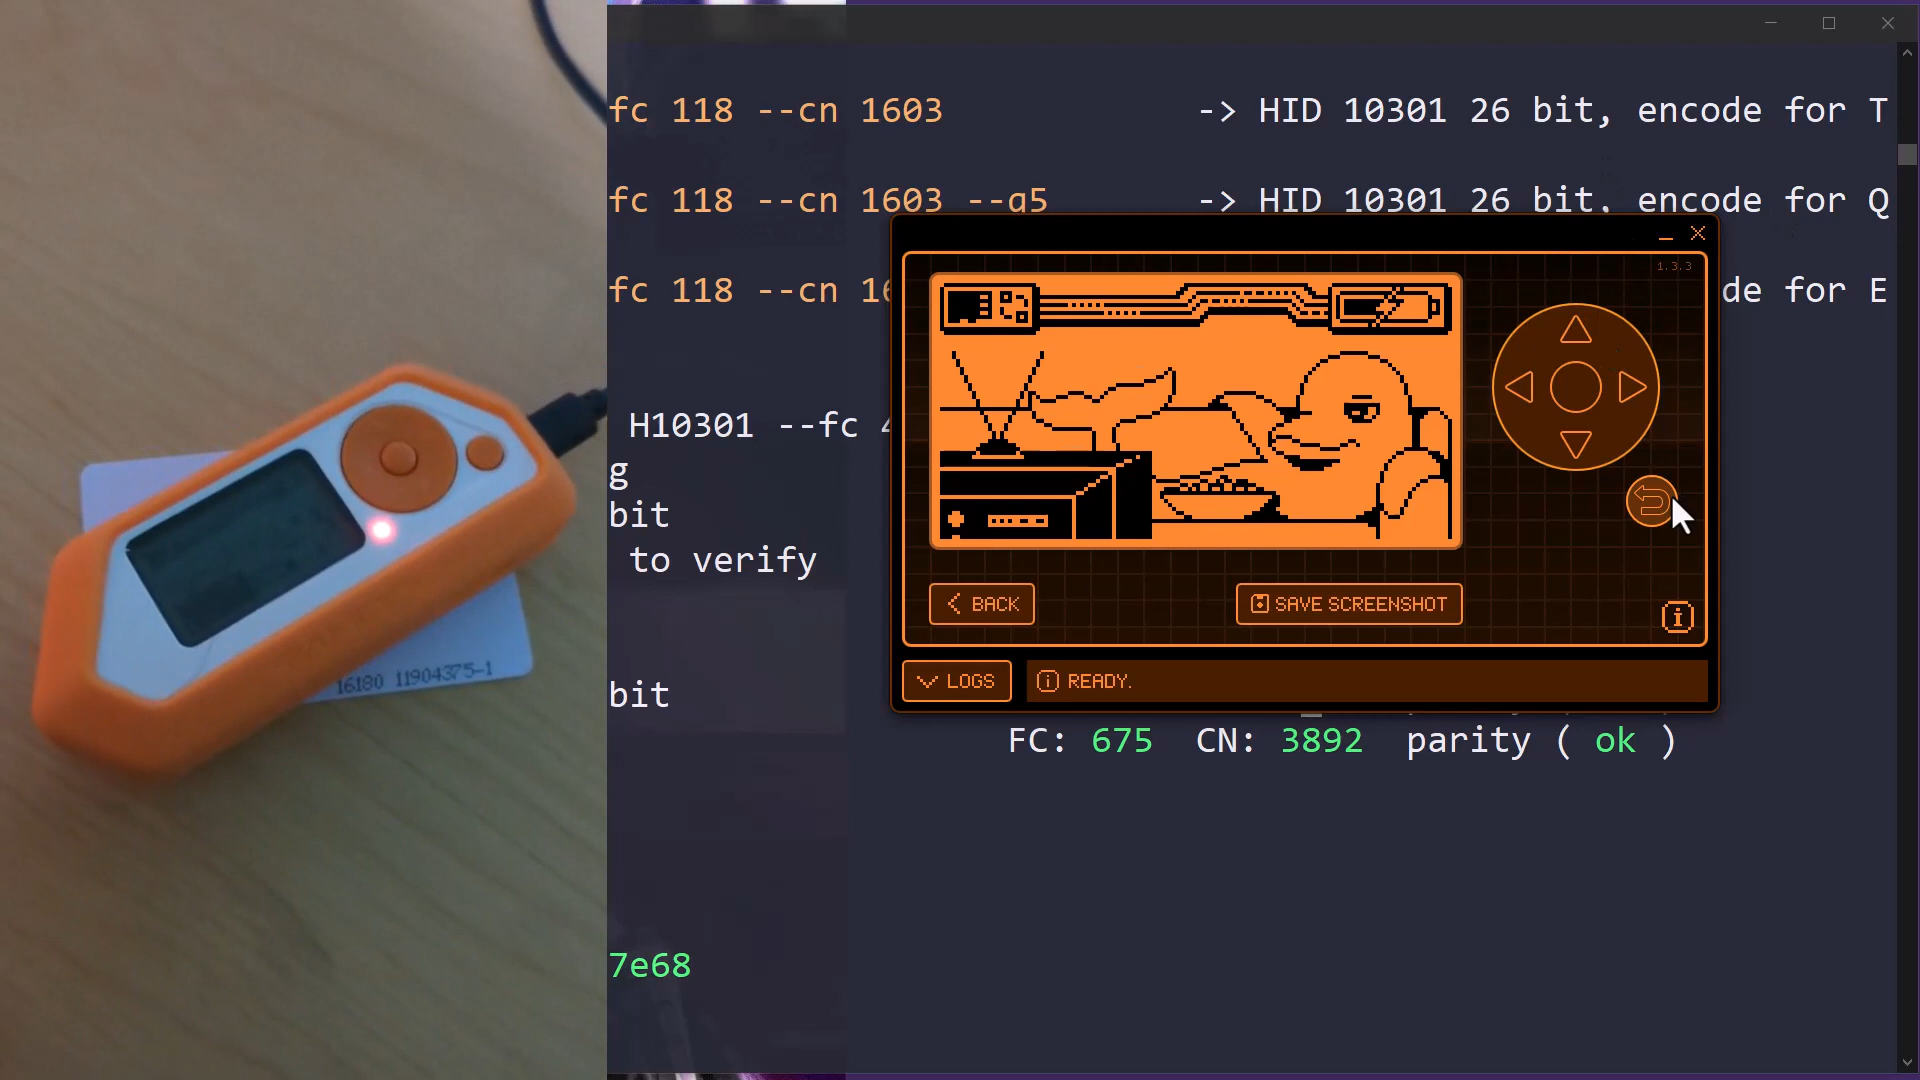 fc 118 --cn 1603 -> HID 10301 26 bit, encode for T
fc 118 --cn 1603 --q5 -> HID 10301 26 bit, encode for Q
fc 118 --cn 16 de for E
H10301 --fc 4
g
bit
to verify
bit
FC: 675 CN: 3892 parity ( ok )
7e68
1.3.3
BACK
SAVE SCREENSHOT
LOGS
READY.
16180 11904375-1